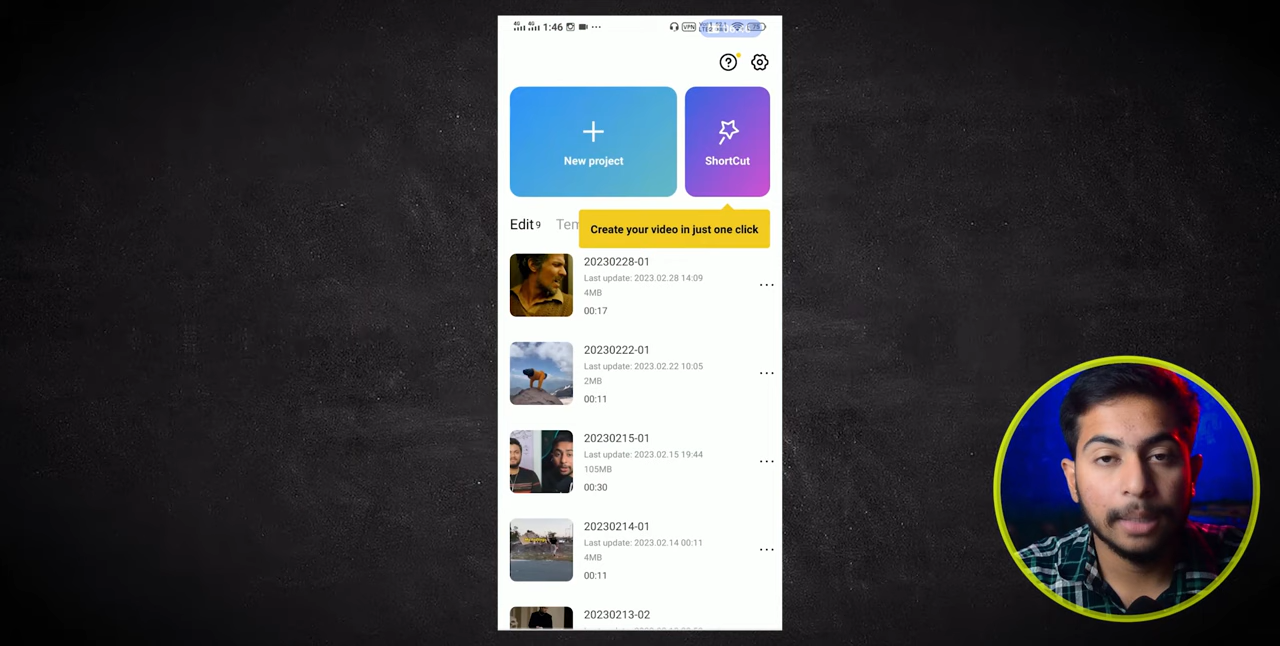 1:46
VPN
New project
ShortCut
Edit 9
Create your video in just one click
20230228-01
Last update: 2023.02.28 14:09
4MB
00:17
20230222-01
Last update: 2023.02.22 10:05
2MB
00:11
20230215-01
Last update: 2023.02.15 19:44
105MB
00:30
20230214-01
Last update: 2023.02.14 00:11
4MB
00:11
20230213-02